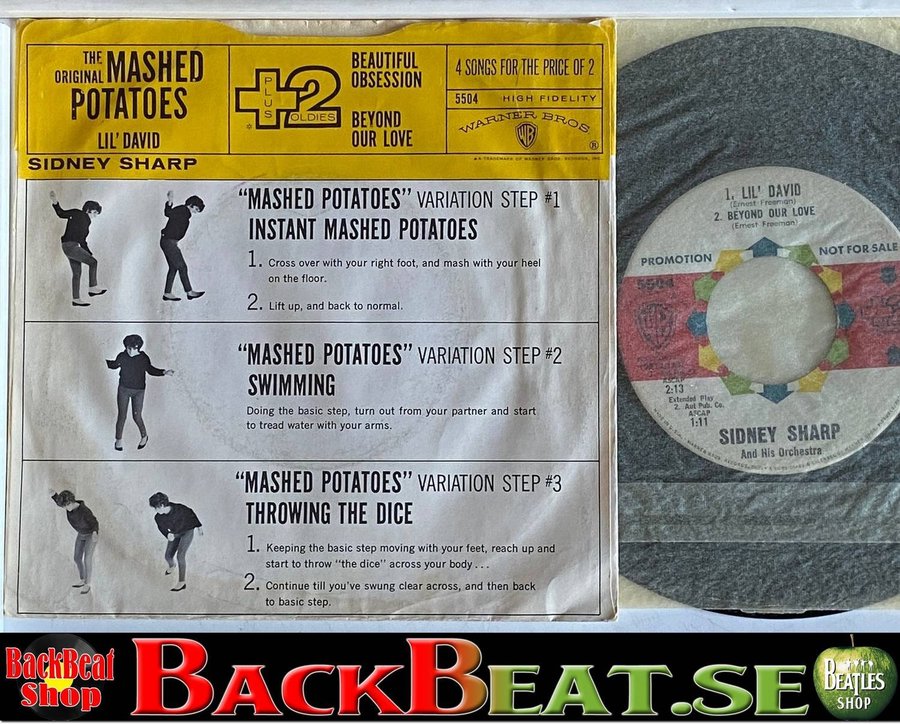 THE ORIGINAL MASHED POTATOES
LIL' DAVID
SIDNEY SHARP
PLUS 2 OLDIES
BEAUTIFUL OBSESSION
BEYOND OUR LOVE
4 SONGS FOR THE PRICE OF 2
5504 HIGH FIDELITY
WARNER BROS
WB
®
"MASHED POTATOES" VARIATION STEP #1
INSTANT MASHED POTATOES
1. Cross over with your right foot, and mash with your heel
on the floor.
2. Lift up, and back to normal.
"MASHED POTATOES" VARIATION STEP #2
SWIMMING
Doing the basic step, turn out from your partner and start
to tread water with your arms.
"MASHED POTATOES" VARIATION STEP #3
THROWING THE DICE
1. Keeping the basic step moving with your feet, reach up and
start to throw "the dice" across your body . . .
2. Continue till you've swung clear across, and then back
to basic step.
1. LIL' DAVID
(Ernest Freeman)
2. BEYOND OUR LOVE
(Ernest Freeman)
PROMOTION
NOT FOR SALE
5504
ASCAP
2:13
Extended Play
2. Aut Pub. Co.
ASCAP
1:11
SIDNEY SHARP
And His Orchestra
BackBeat
Shop
BACKBEAT.SE
BEATLES
SHOP